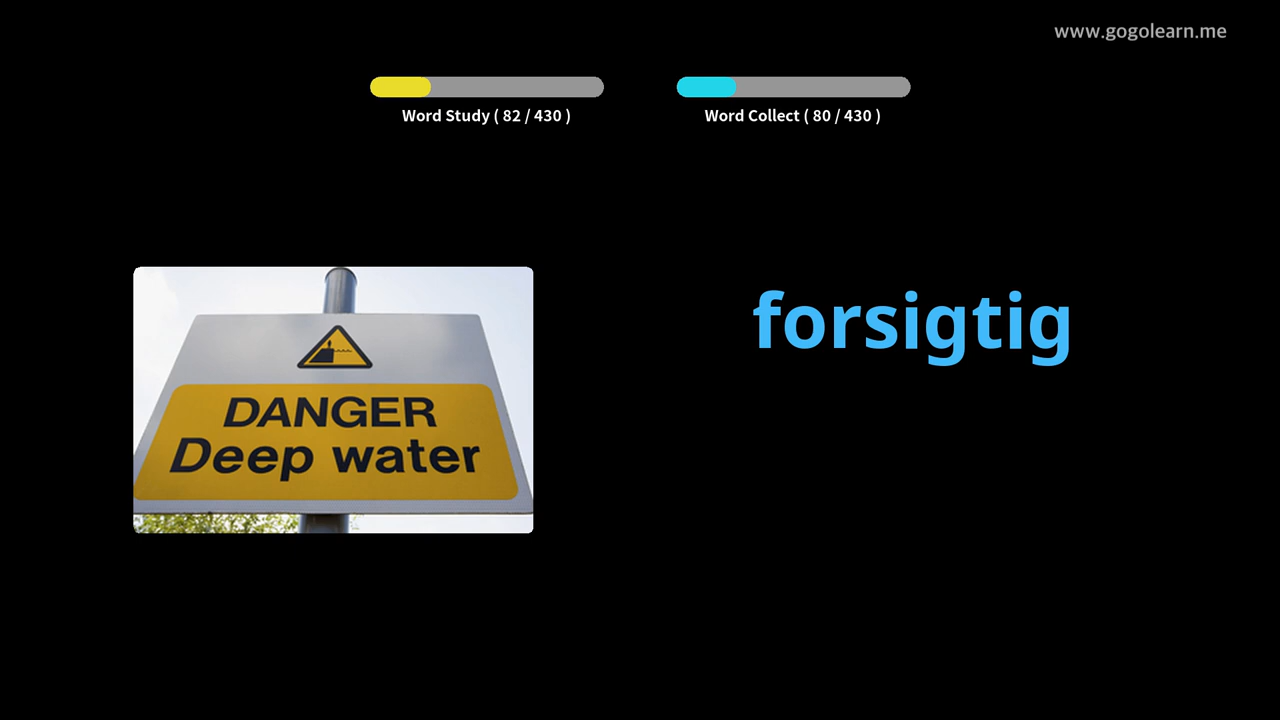 www.gogolearn.me
Word Study ( 82 / 430 )
Word Collect ( 80 / 430 )
DANGER
Deep water
forsigtig